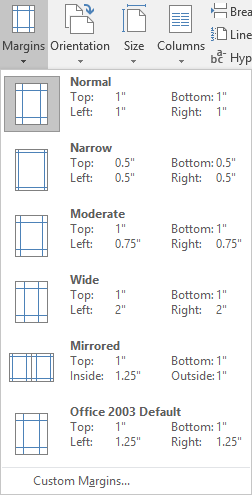 Margins Orientation Size Columns
Brea
Line
bc Hyp
Normal
Top: 1" Bottom: 1"
Left: 1" Right: 1"
Narrow
Top: 0.5" Bottom: 0.5"
Left: 0.5" Right: 0.5"
Moderate
Top: 1" Bottom: 1"
Left: 0.75" Right: 0.75"
Wide
Top: 1" Bottom: 1"
Left: 2" Right: 2"
Mirrored
Top: 1" Bottom: 1"
Inside: 1.25" Outside: 1"
Office 2003 Default
Top: 1" Bottom: 1"
Left: 1.25" Right: 1.25"
Custom Margins...